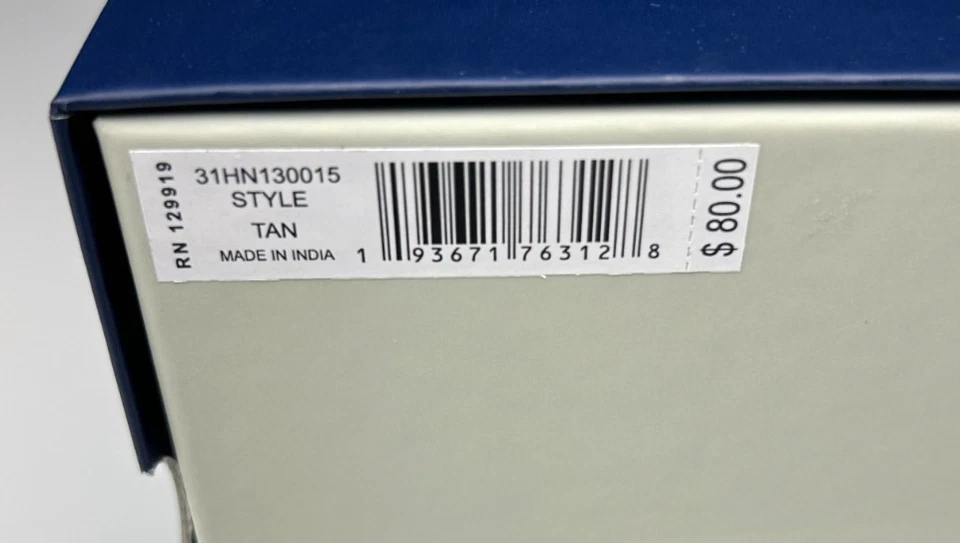 RN 129919
31HN130015
STYLE
TAN
MADE IN INDIA
1 93671 76312 8
$ 80.00